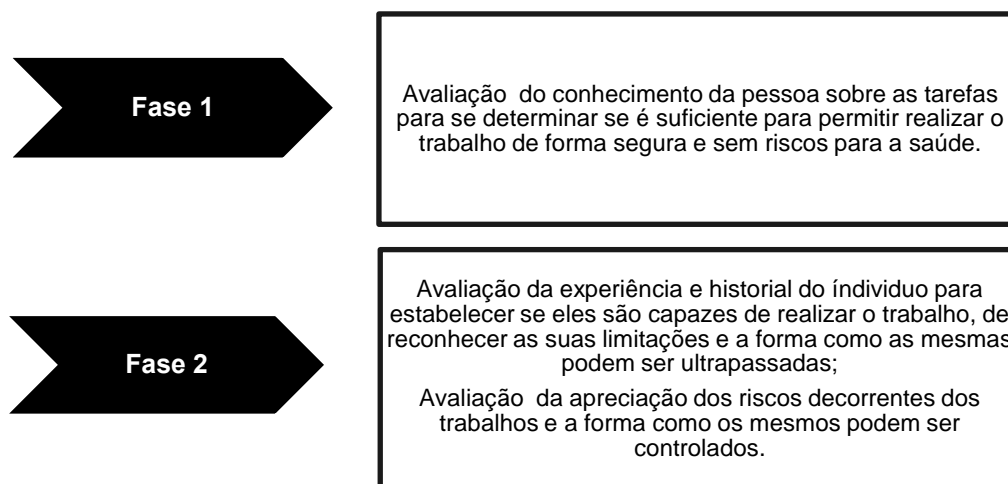 Fase 1
Avaliação do conhecimento da pessoa sobre as tarefas
para se determinar se é suficiente para permitir realizar o
trabalho de forma segura e sem riscos para a saúde.
Fase 2
Avaliação da experiência e historial do índividuo para
estabelecer se eles são capazes de realizar o trabalho, de
reconhecer as suas limitações e a forma como as mesmas
podem ser ultrapassadas;
Avaliação da apreciação dos riscos decorrentes dos
trabalhos e a forma como os mesmos podem ser
controlados.